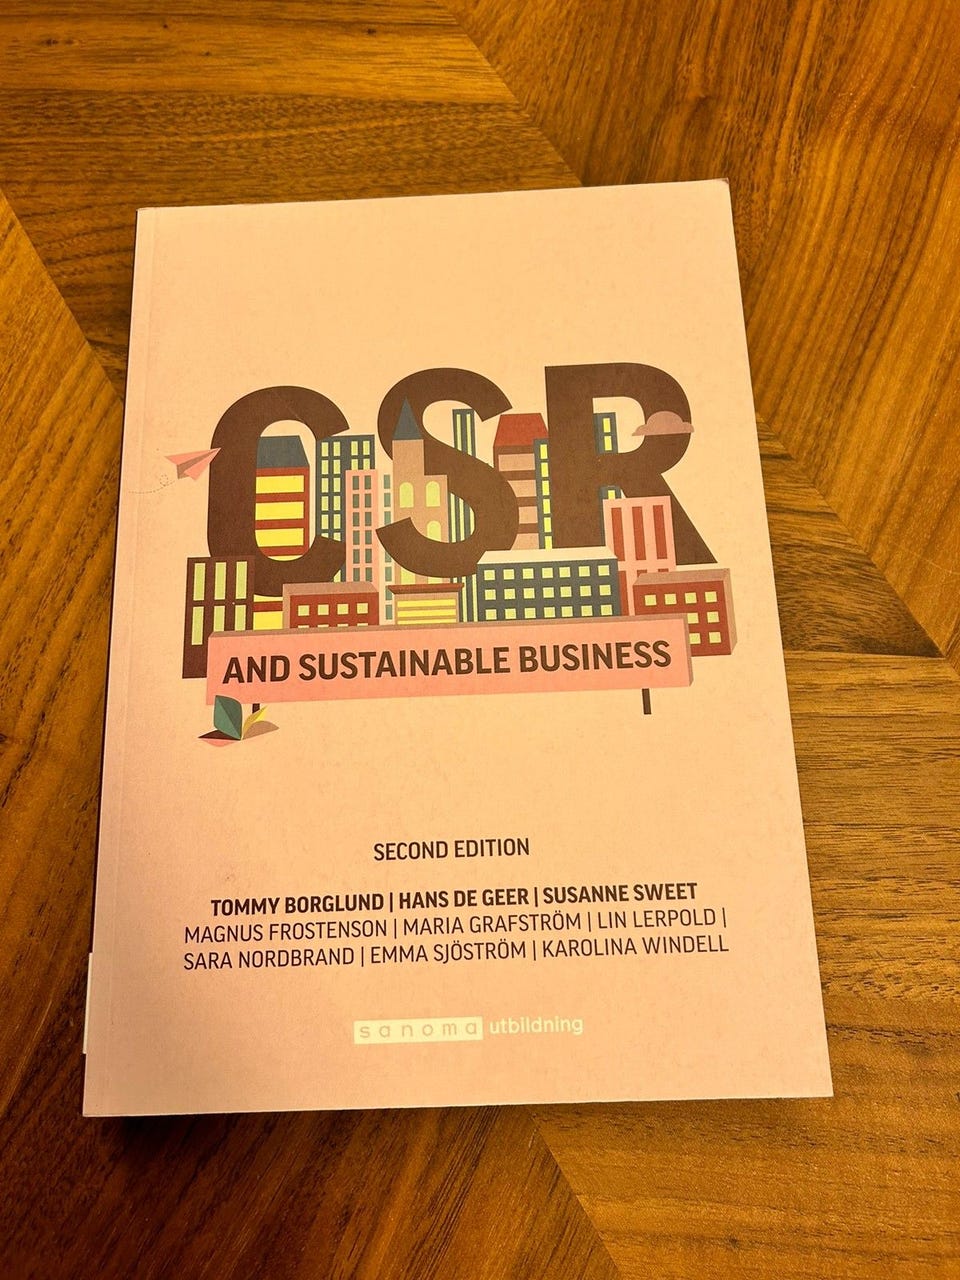 CSR
AND SUSTAINABLE BUSINESS
SECOND EDITION
TOMMY BORGLUND | HANS DE GEER | SUSANNE SWEET
MAGNUS FROSTENSON | MARIA GRAFSTRÖM | LIN LERPOLD |
SARA NORDBRAND | EMMA SJÖSTRÖM | KAROLINA WINDELL
sanoma utbildning